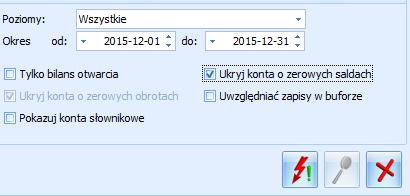 Poziomy: Wszystkie
Okres od: 2015-12-01 do: 2015-12-31
Tylko bilans otwarcia Ukryj konta o zerowych saldach
Ukryj konta o zerowych obrotach Uwzględniać zapisy w buforze
Pokazuj konta słownikowe